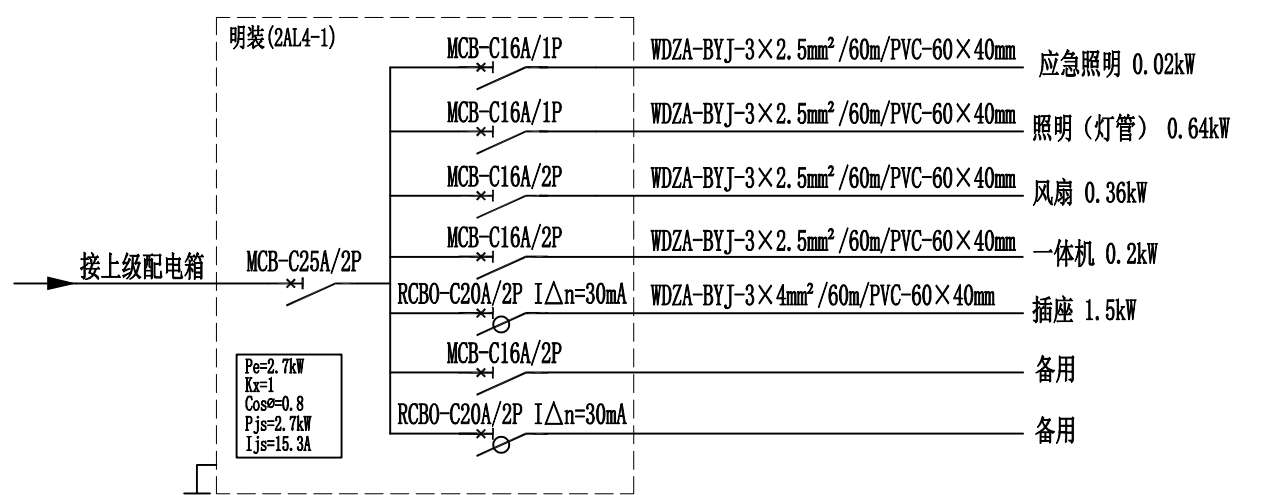 明装(2AL4-1)
MCB-C16A/1P WDZA-BYJ-3×2.5mm²/60m/PVC-60×40mm 应急照明 0.02kW
MCB-C16A/1P WDZA-BYJ-3×2.5mm²/60m/PVC-60×40mm 照明（灯管） 0.64kW
MCB-C16A/2P WDZA-BYJ-3×2.5mm²/60m/PVC-60×40mm 风扇 0.36kW
MCB-C16A/2P WDZA-BYJ-3×2.5mm²/60m/PVC-60×40mm 一体机 0.2kW
接上级配电箱 MCB-C25A/2P
RCBO-C20A/2P I△n=30mA WDZA-BYJ-3×4mm²/60m/PVC-60×40mm 插座 1.5kW
MCB-C16A/2P 备用
RCBO-C20A/2P I△n=30mA 备用
Pe=2.7kW
Kx=1
Cosø=0.8
Pjs=2.7kW
Ijs=15.3A